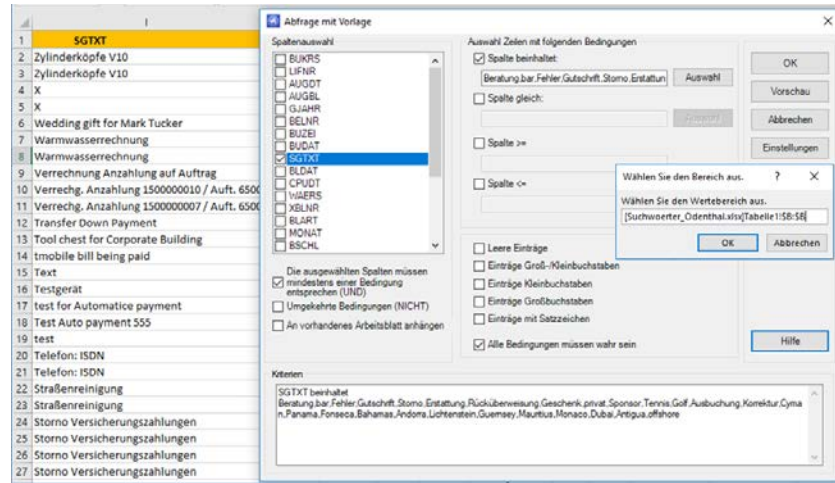 I
1 SGTXT
2 Zylinderköpfe V10
3 Zylinderköpfe V10
4 X
5 X
6 Wedding gift for Mark Tucker
7 Warmwasserrechnung
8 Warmwasserrechnung
9 Verrechnung Anzahlung auf Auftrag
10 Verrechg. Anzahlung 1500000010 / Auft. 6500
11 Verrechg. Anzahlung 1500000007 / Auft. 6500
12 Transfer Down Payment
13 Tool chest for Corporate Building
14 tmobile bill being paid
15 Text
16 Testgerät
17 test for Automatice payment
18 Test Auto payment 555
19 test
20 Telefon: ISDN
21 Telefon: ISDN
22 Straßenreinigung
23 Straßenreinigung
24 Storno Versicherungszahlungen
25 Storno Versicherungszahlungen
26 Storno Versicherungszahlungen
27 Storno Versicherungszahlungen
Abfrage mit Vorlage
Spaltenauswahl
BUKRS
LIFNR
AUGDT
AUGBL
GJAHR
BELNR
BUZEI
BUDAT
SGTXT
BLDAT
CPUDT
WAERS
XBLNR
BLART
MONAT
BSCHL
Die ausgewählten Spalten müssen
mindestens einer Bedingung
entsprechen (UND)
Umgekehrte Bedingungen (NICHT)
An vorhandenes Arbeitsblatt anhängen
Auswahl Zeilen mit folgenden Bedingungen
Spalte beinhaltet:
Beratung,bar,Fehler,Gutschrift,Storno,Erstattun
Auswahl
Spalte gleich:
Auswahl
Spalte >=
Spalte <=
Leere Einträge
Einträge Groß-/Kleinbuchstaben
Einträge Kleinbuchstaben
Einträge Großbuchstaben
Einträge mit Satzzeichen
Alle Bedingungen müssen wahr sein
OK
Vorschau
Abbrechen
Einstellungen
Wählen Sie den Bereich aus. ? X
Wählen Sie den Wertebereich aus.
[Suchwoerter_Odenthal.xlsx]Tabelle1!$B:$B
OK
Abbrechen
Hilfe
Kriterien
SGTXT beinhaltet
Beratung,bar,Fehler,Gutschrift,Storno,Erstattung,Rücküberweisung,Geschenk,privat,Sponsor,Tennis,Golf,Ausbuchung,Korrektur,Cyma
n,Panama,Fonseca,Bahamas,Andorra,Lichtenstein,Guernsey,Mauritius,Monaco,Dubai,Antigua,offshore